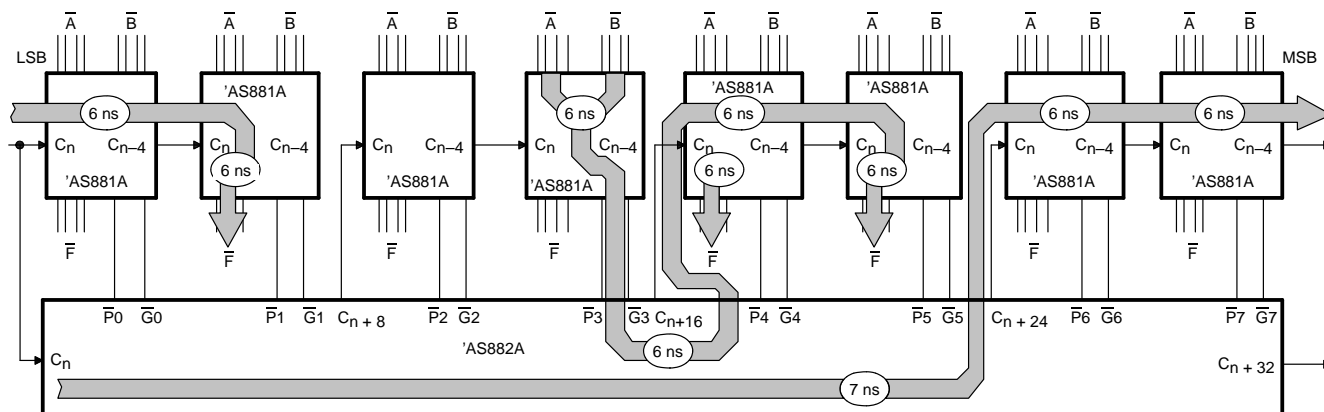 A B A B A B A B A B A B A B A B
LSB MSB
'AS881A 'AS881A 'AS881A
6 ns 6 ns 6 ns 6 ns 6 ns
Cn Cn–4 Cn Cn–4 Cn Cn–4 Cn Cn–4 Cn Cn–4 Cn Cn–4 Cn Cn–4 Cn Cn–4
6 ns 6 ns 6 ns
'AS881A 'AS881A 'AS881A 'AS881A 'AS881A
F F F F F F F
P0 G0 P1 G1 Cn + 8 P2 G2 P3 G3 Cn+16 P4 G4 P5 G5 Cn + 24 P6 G6 P7 G7
'AS882A 6 ns
Cn Cn + 32
7 ns